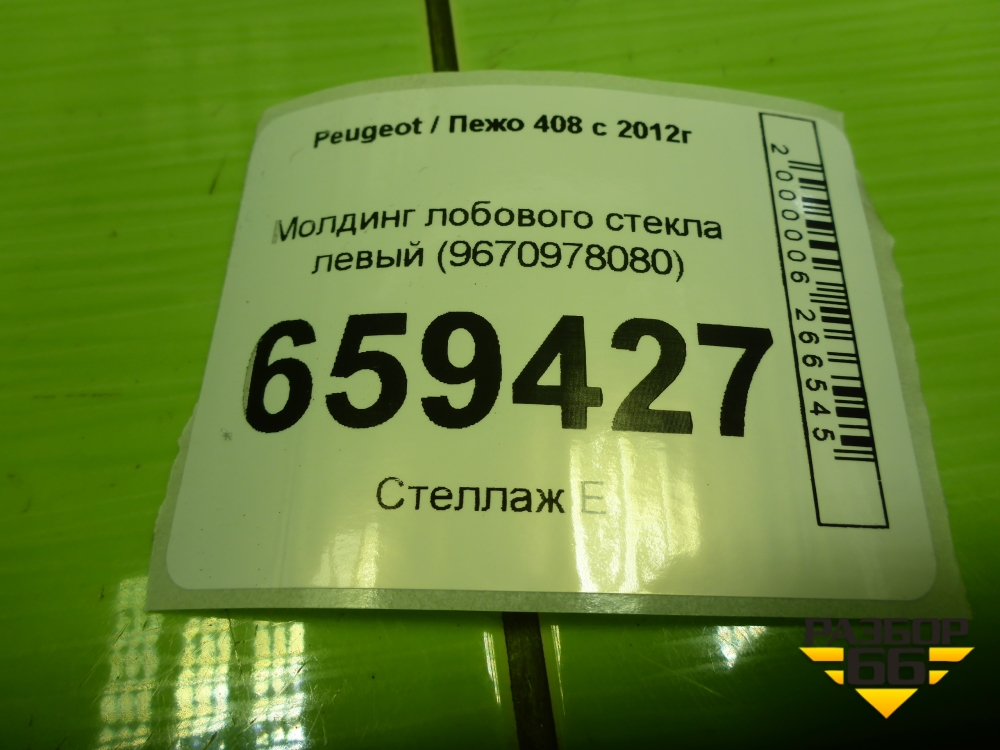 Peugeot / Пежо 408 с 2012г
Молдинг лобового стекла
левый (9670978080)
659427
Стеллаж Е
2000006266545
РАЗБОР
66